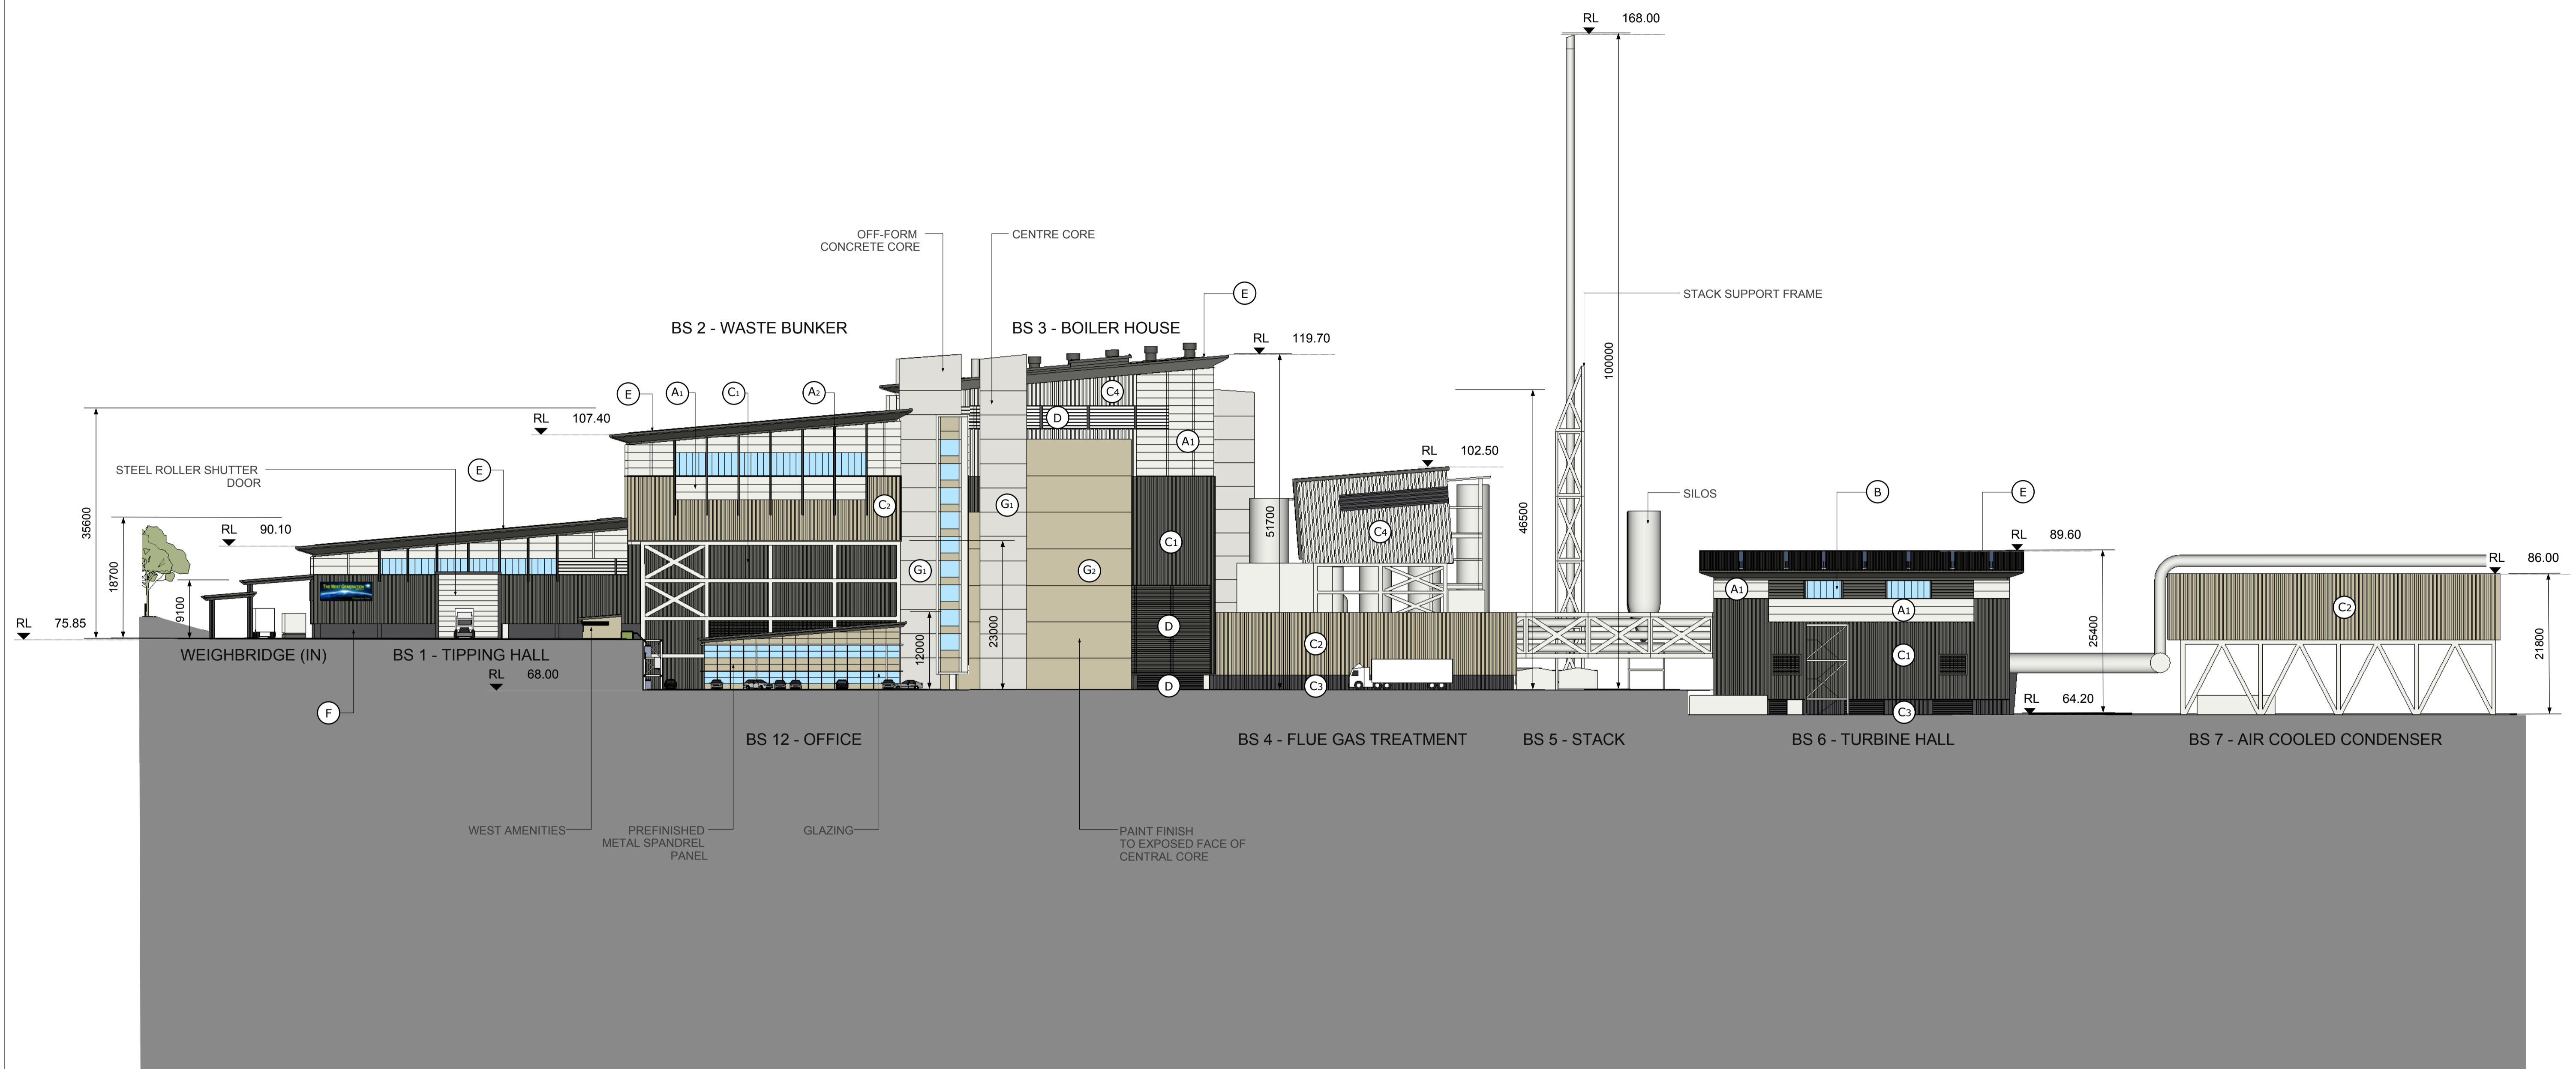 RL 168.00
OFF-FORM
CONCRETE CORE
CENTRE CORE
E
STACK SUPPORT FRAME
100000
BS 2 - WASTE BUNKER
BS 3 - BOILER HOUSE
RL 119.70
E
A1
C1
A2
C4
D
A1
RL 107.40
35600
STEEL ROLLER SHUTTER
DOOR
E
RL 102.50
C2
G1
51700
46500
SILOS
B
E
RL 90.10
18700
C4
RL 89.60
C1
RL 86.00
G1
G2
THE NEXT GENERATION
9100
A1
A1
C2
RL 75.85
D
12000
23000
C2
C1
25400
21800
WEIGHBRIDGE (IN)
BS 1 - TIPPING HALL
RL 68.00
D
C3
RL 64.20
F
C3
BS 12 - OFFICE
BS 4 - FLUE GAS TREATMENT
BS 5 - STACK
BS 6 - TURBINE HALL
BS 7 - AIR COOLED CONDENSER
WEST AMENITIES
PREFINISHED
METAL SPANDREL
PANEL
GLAZING
PAINT FINISH
TO EXPOSED FACE OF
CENTRAL CORE